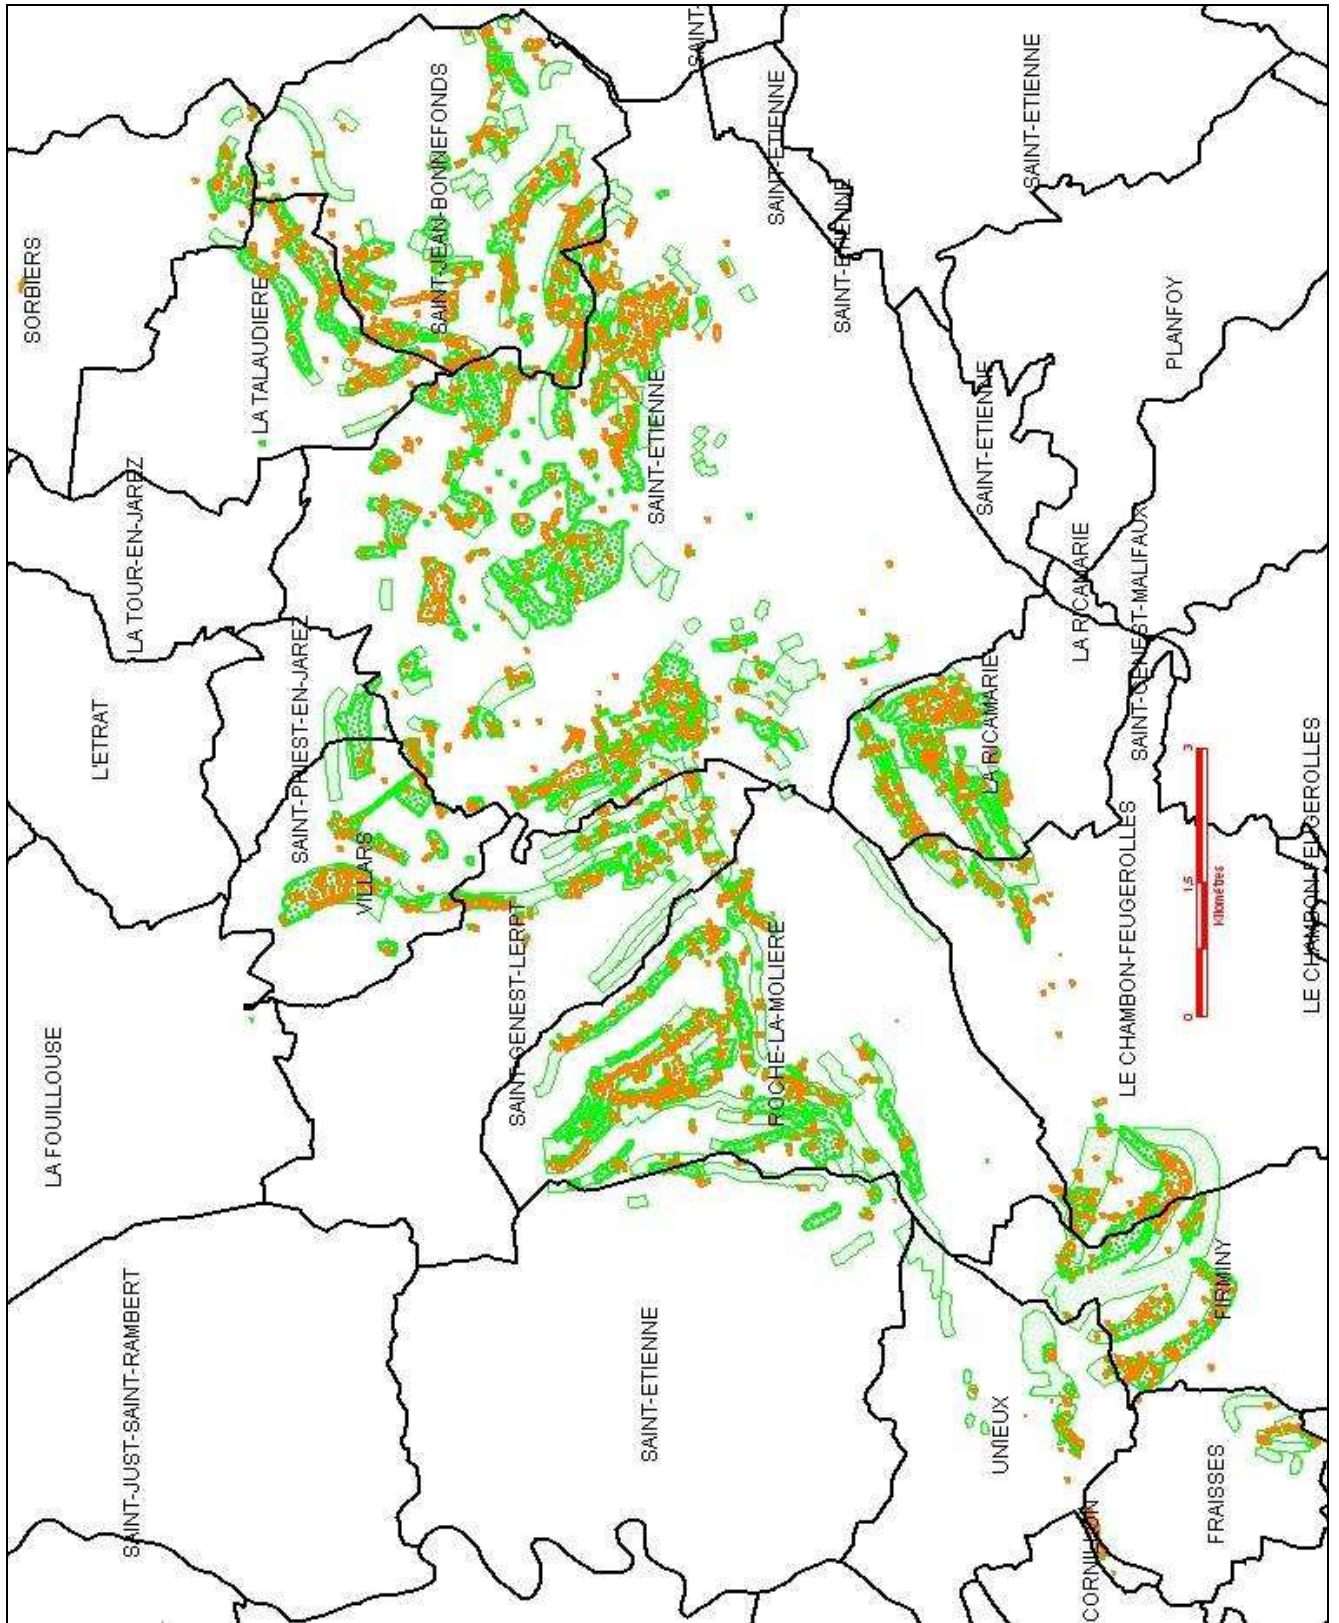 SORBIERS
LA TOUR-EN-JAREZ
L'ETRAT
LA FOUILLOUSE
SAINT-JUST-SAINT-RAMBERT
LA TALAUDIERE
SAINT-PRIEST-EN-JAREZ
VILLARS
SAINT-JEAN-BONNEFONDS
SAINT-GENEST-LERPT
SAINT-ETIENNE
SAINT-ETIENNE
SAINT-
SAINT-ETIENNE
ROCHE-LA-MOLIERE
SAINT-ETIENNE
SAINT-ETIENNE
LA RICAMARIE
UNIEUX
SAINT-ETIENNE
LA RICAMARIE
CORNILLON
PLANFOY
SAINT-GENEST-MALIFAUX
LE CHAMBON-FEUGEROLLES
FIRMINY
FRAISSES
LE CHAMBON-FEUGEROLLES
0 1,5 3
Kilomètres